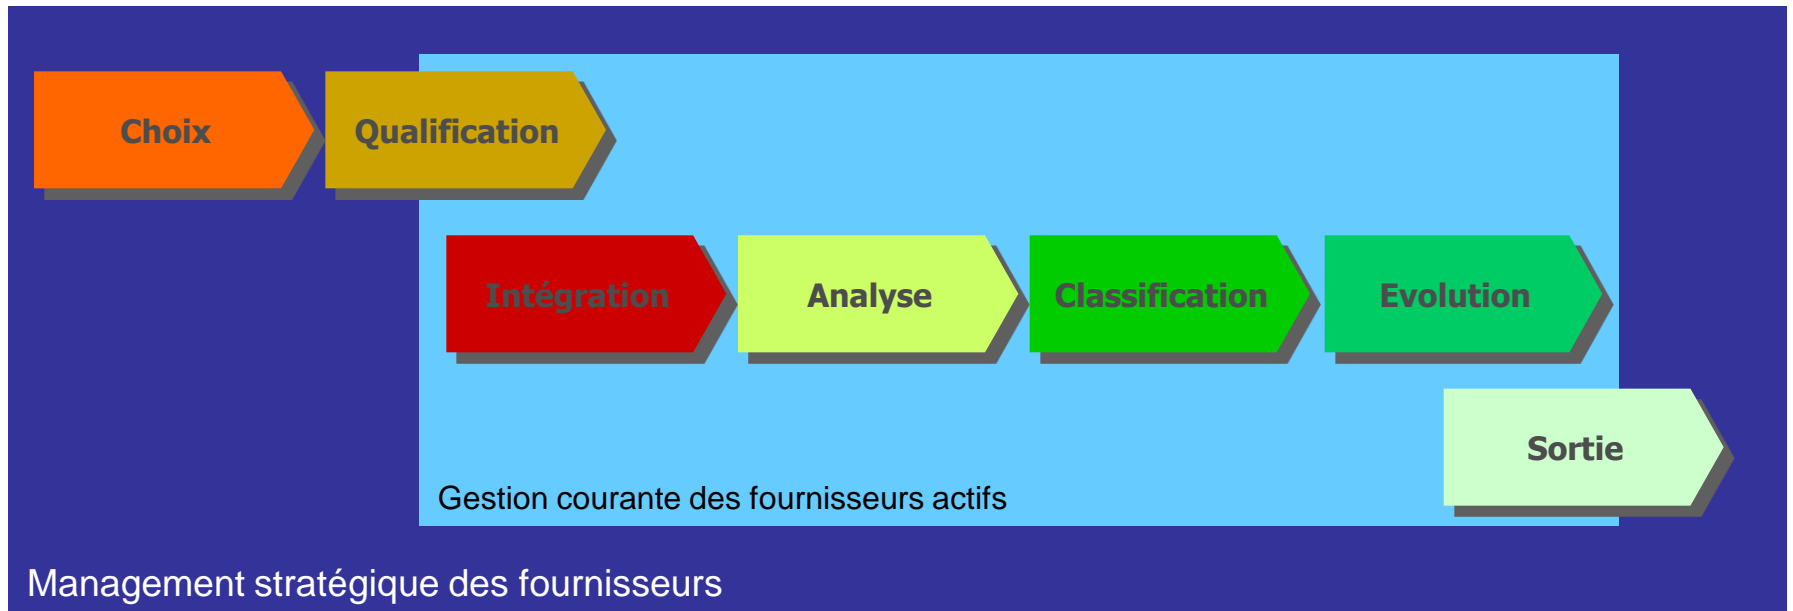 Choix
Qualification
Intégration
Analyse
Classification
Evolution
Sortie
Gestion courante des fournisseurs actifs
Management stratégique des fournisseurs